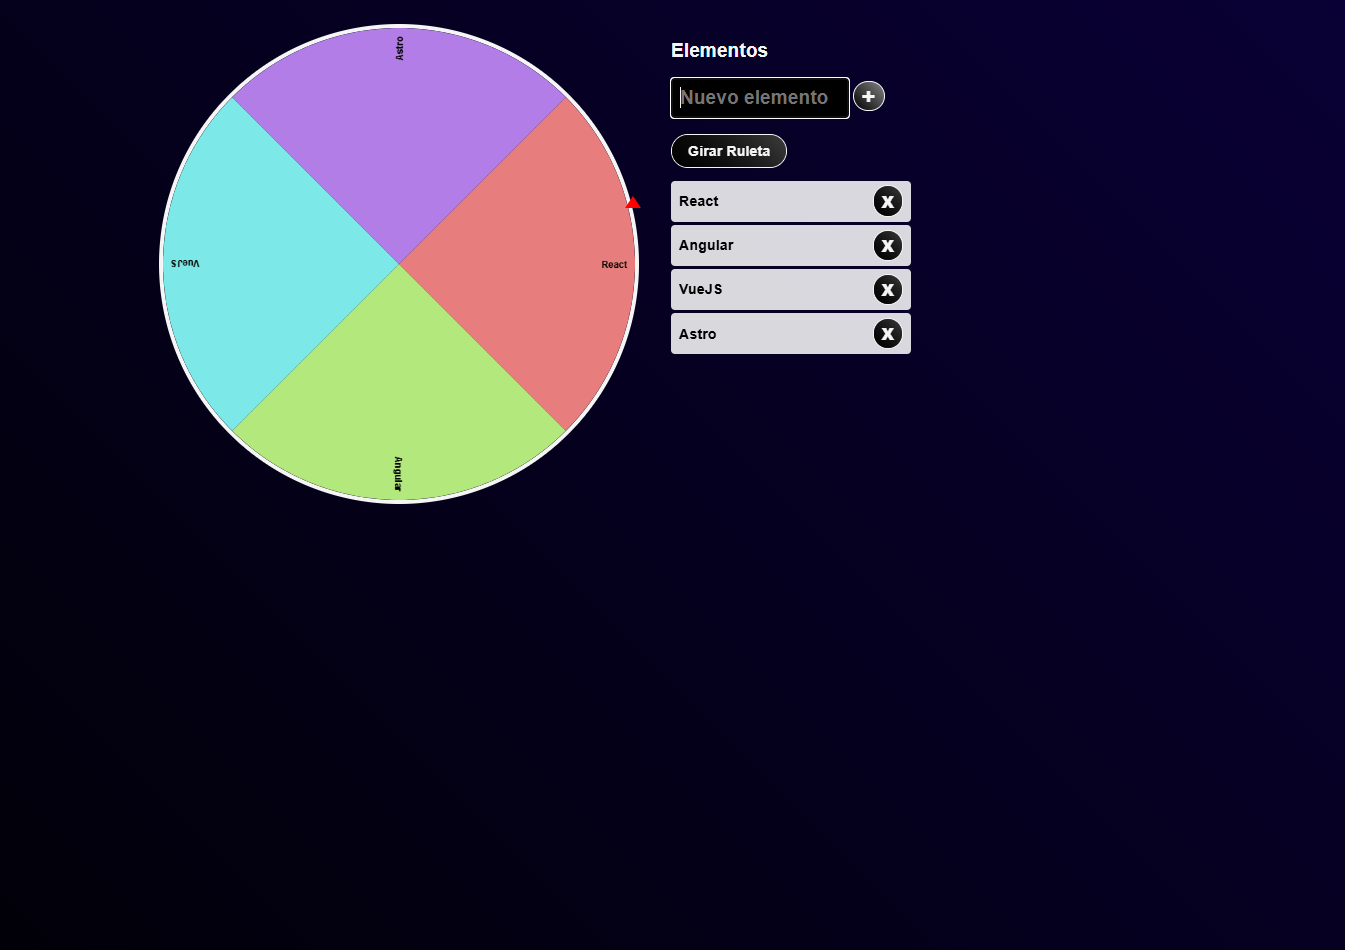 Astro
React
VueJS
Angular
Elementos
Nuevo elemento
+
Girar Ruleta
React X
Angular X
VueJS X
Astro X